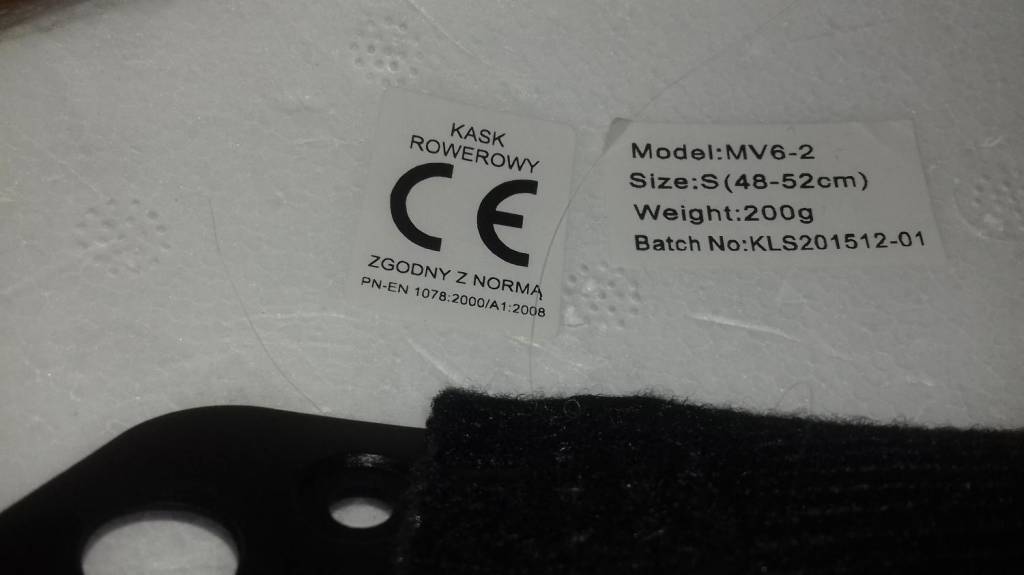 KASK
ROWEROWY
CE
ZGODNY Z NORMĄ
PN-EN 1078:2000/A1:2008
Model:MV6-2
Size:S(48-52cm)
Weight:200g
Batch No:KLS201512-01